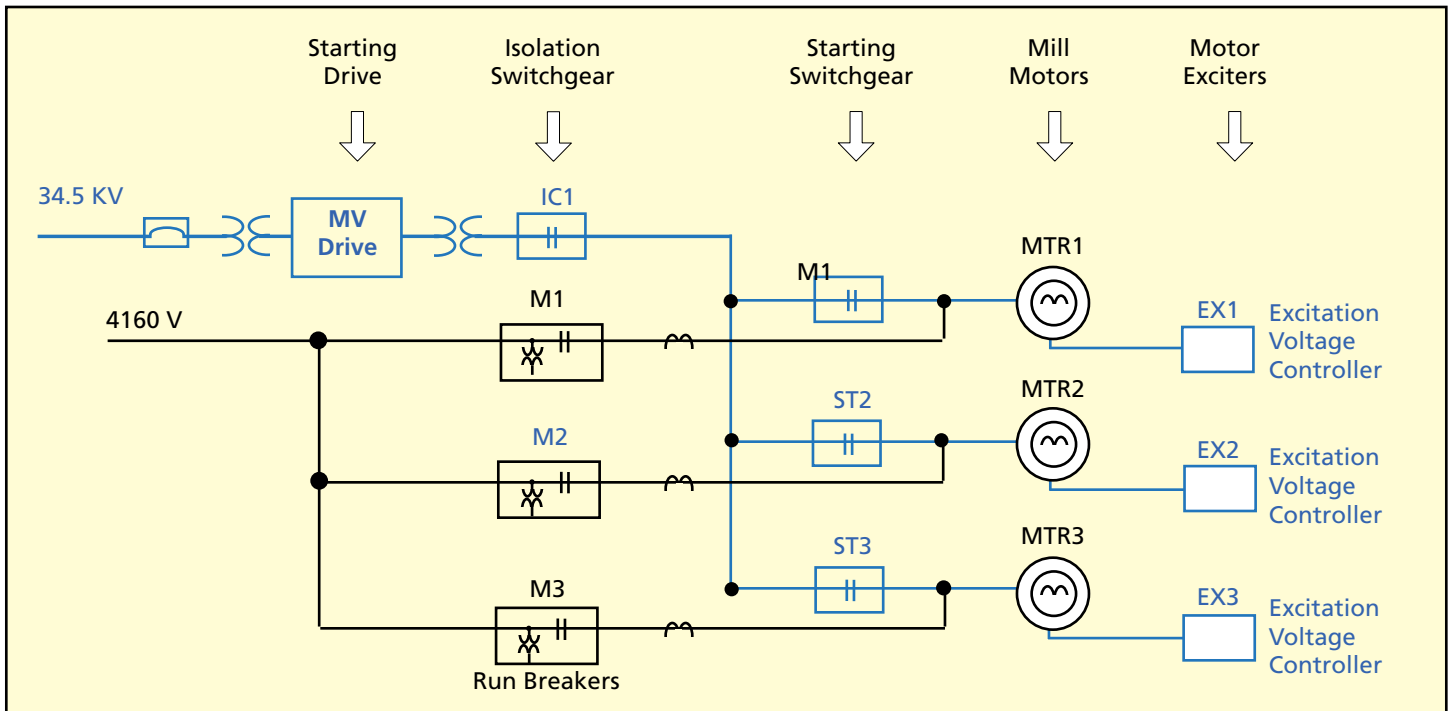 Starting
Drive
Isolation
Switchgear
Starting
Switchgear
Mill
Motors
Motor
Exciters
34.5 KV
MV
Drive
IC1
M1
MTR1
EX1
Excitation
Voltage
Controller
4160 V
M1
MTR2
ST2
M2
EX2
Excitation
Voltage
Controller
MTR3
ST3
M3
EX3
Excitation
Voltage
Controller
Run Breakers